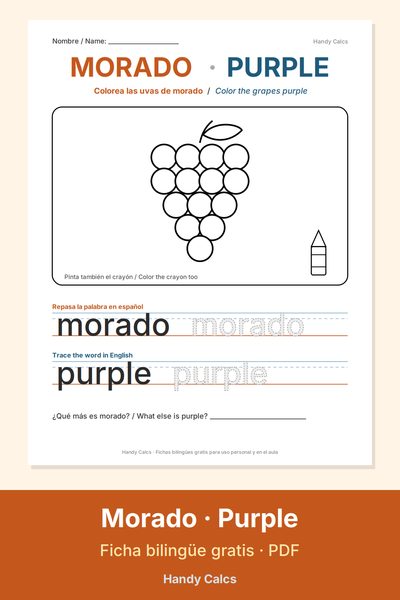 Nombre / Name: ____________________
Handy Calcs
MORADO • PURPLE
Colorea las uvas de morado / Color the grapes purple
Pinta también el crayón / Color the crayon too
Repasa la palabra en español
morado morado
Trace the word in English
purple purple
¿Qué más es morado? / What else is purple? ____________________
Handy Calcs · Fichas bilingües gratis para uso personal y en el aula
Morado · Purple
Ficha bilingüe gratis · PDF
Handy Calcs